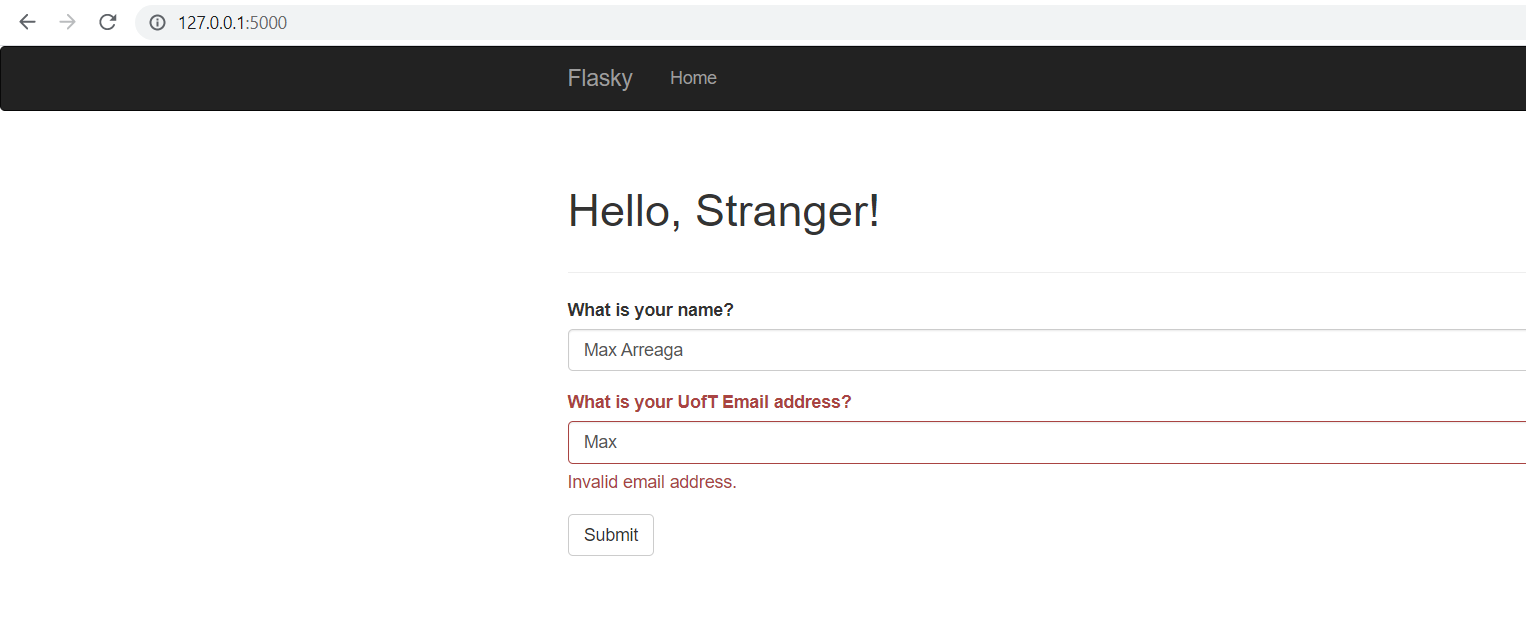 127.0.0.1:5000
Flasky Home
Hello, Stranger!
What is your name?
Max Arreaga
What is your UofT Email address?
Max
Invalid email address.
Submit